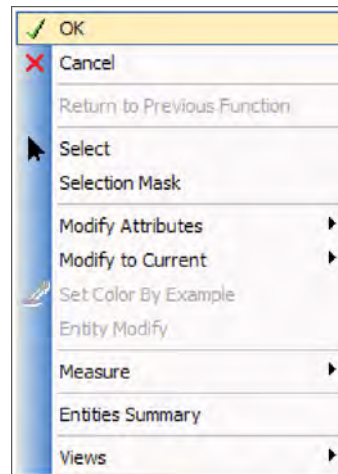 OK
Cancel
Return to Previous Function
Select
Selection Mask
Modify Attributes
Modify to Current
Set Color By Example
Entity Modify
Measure
Entities Summary
Views